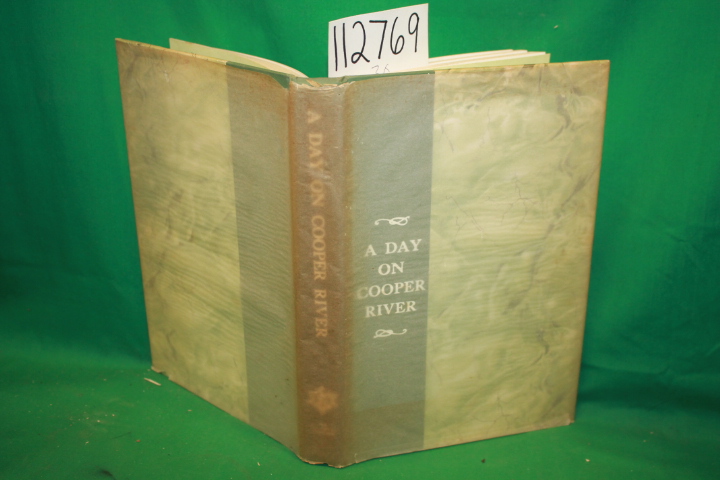 112769
A DAY ON COOPER RIVER
A DAY
ON
COOPER
RIVER